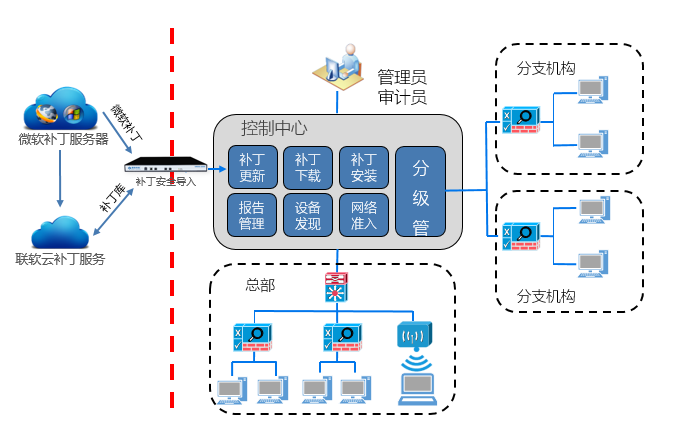 管理员
审计员
微软补丁服务器
微软补丁
补丁安全导入
补丁库
联软云补丁服务
控制中心
补丁
更新
补丁
下载
补丁
安装
报告
管理
设备
发现
网络
准入
分
级
管
分支机构
分支机构
总部